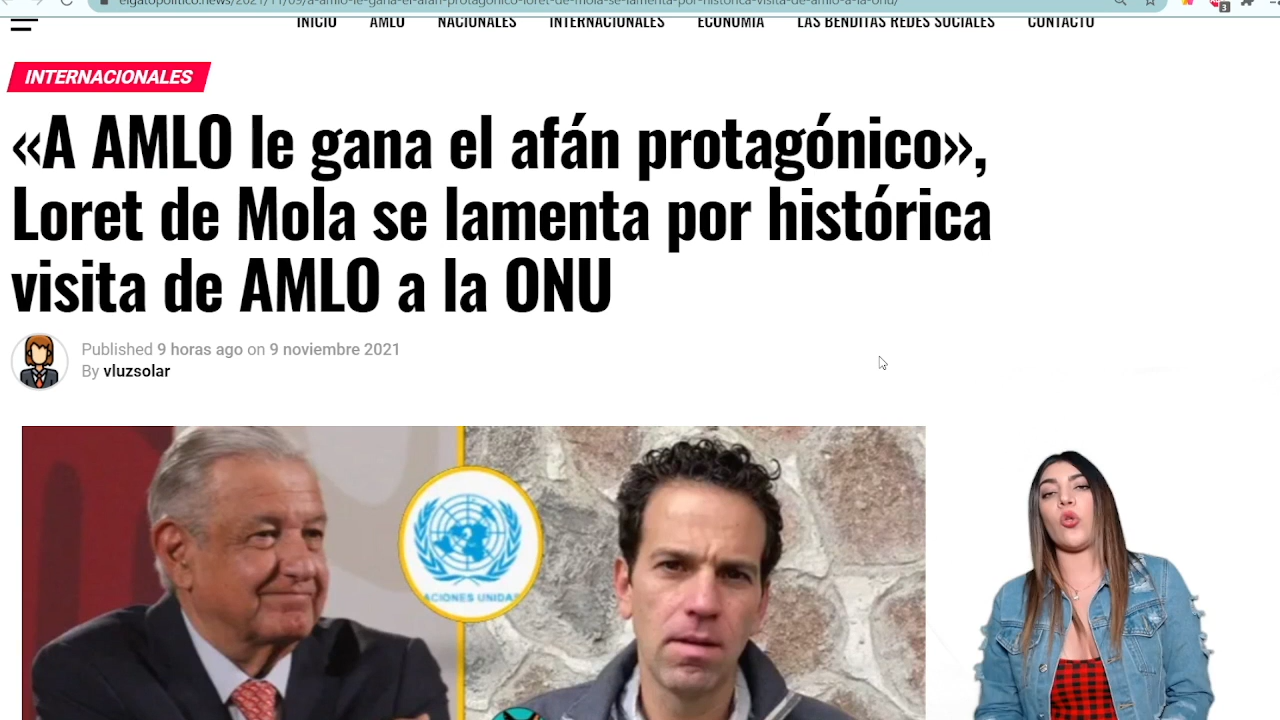 elgatopolitico.news/2021/11/09/a-amlo-le-gana-el-afan-protagonico-loret-de-mola-se-lamenta-por-historica-visita-de-amlo-a-la-onu/
3
INICIO AMLO NACIONALES INTERNACIONALES ECONOMÍA LAS BENDITAS REDES SOCIALES CONTACTO
INTERNACIONALES
«A AMLO le gana el afán protagónico»,
Loret de Mola se lamenta por histórica
visita de AMLO a la ONU
Published 9 horas ago on 9 noviembre 2021
By vluzsolar
ACIONES UNIDAS